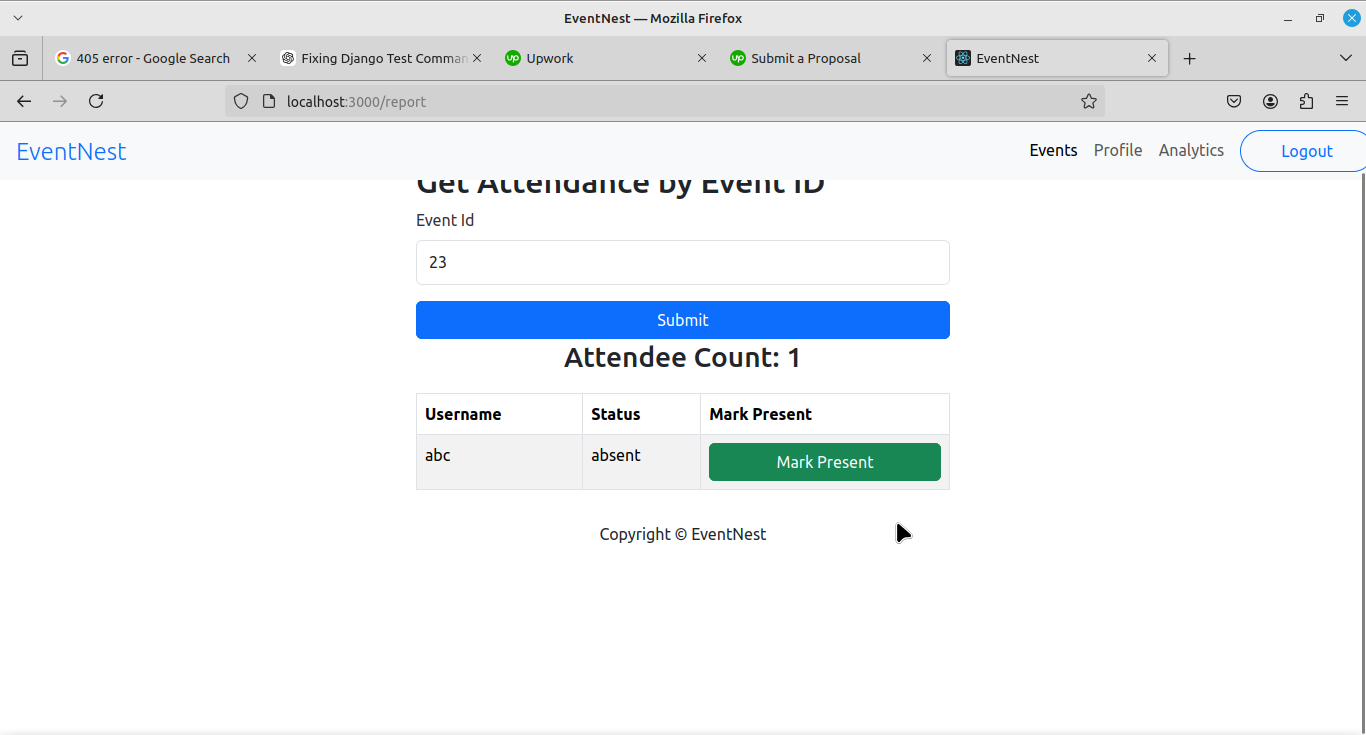 EventNest — Mozilla Firefox
405 error - Google Search
Fixing Django Test Comman
Upwork
Submit a Proposal
EventNest
localhost:3000/report
EventNest
Events Profile Analytics Logout
Get Attendance by Event ID
Event Id
23
Submit
Attendee Count: 1
Username Status Mark Present
abc absent Mark Present
Copyright © EventNest